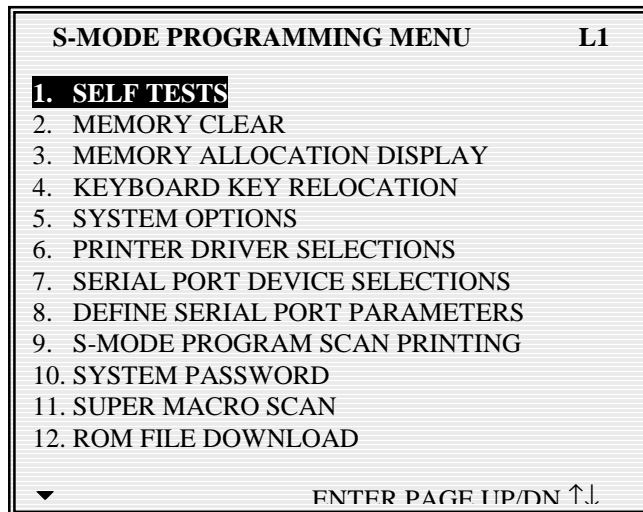 S-MODE PROGRAMMING MENU L1
1. SELF TESTS
2. MEMORY CLEAR
3. MEMORY ALLOCATION DISPLAY
4. KEYBOARD KEY RELOCATION
5. SYSTEM OPTIONS
6. PRINTER DRIVER SELECTIONS
7. SERIAL PORT DEVICE SELECTIONS
8. DEFINE SERIAL PORT PARAMETERS
9. S-MODE PROGRAM SCAN PRINTING
10. SYSTEM PASSWORD
11. SUPER MACRO SCAN
12. ROM FILE DOWNLOAD
ENTER PAGE UP/DN ↑↓